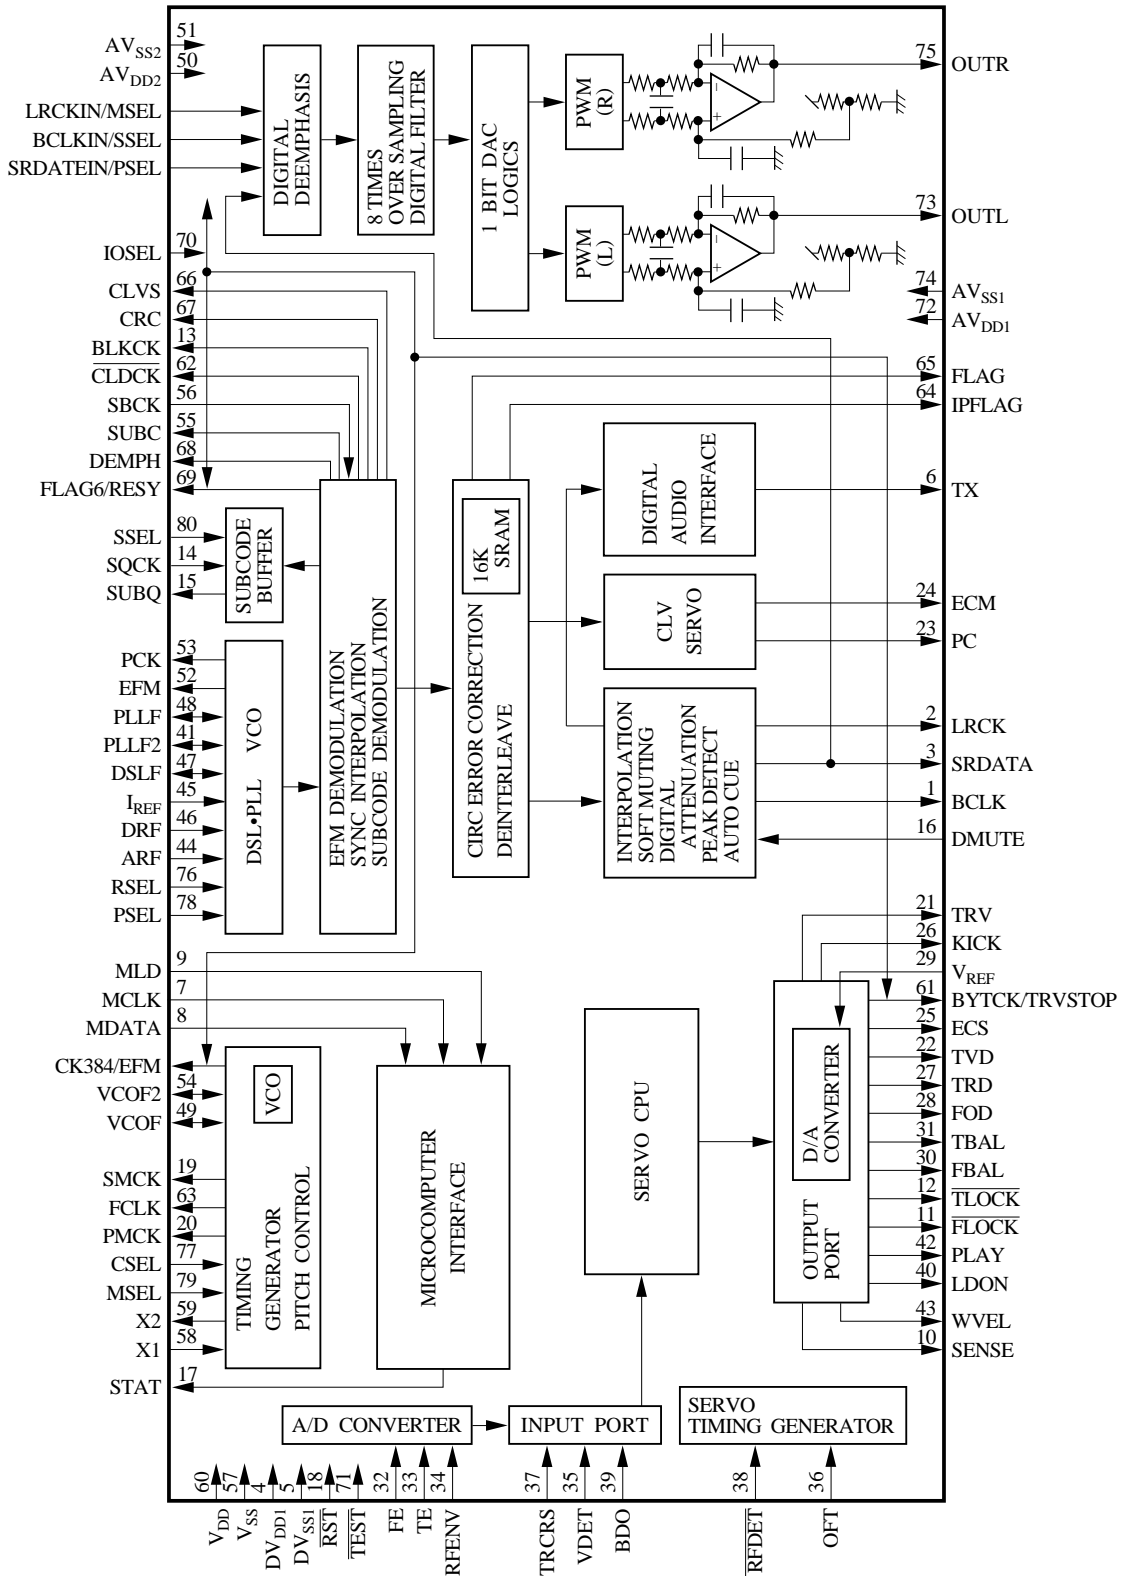 51
AVSS2
50
AVDD2
LRCKIN/MSEL
BCLKIN/SSEL
SRDATEIN/PSEL
70
IOSEL
66
CLVS
67
CRC
13
BLKCK
62
CLDCK
56
SBCK
55
SUBC
68
DEMPH
69
FLAG6/RESY
80
SSEL
14
SQCK
15
SUBQ
53
PCK
52
EFM
48
PLLF
41
PLLF2
47
DSLF
45
IREF
46
DRF
44
ARF
76
RSEL
78
PSEL
9
MLD
7
MCLK
8
MDATA
CK384/EFM
54
VCOF2
49
VCOF
19
SMCK
63
FCLK
20
PMCK
77
CSEL
79
MSEL
59
X2
58
X1
17
STAT
DIGITAL
DEEMPHASIS
8 TIMES
OVER SAMPLING
DIGITAL FILTER
1 BIT DAC
LOGICS
PWM
(R)
PWM
(L)
−
+
−
+
SUBCODE
BUFFER
DSL•PLL VCO
EFM DEMODULATION
SYNC INTERPOLATION
SUBCODE DEMODULATION
16K
SRAM
CIRC ERROR CORRECTION
DEINTERLEAVE
DIGITAL
AUDIO
INTERFACE
CLV
SERVO
INTERPOLATION
SOFT MUTING
DIGITAL
ATTENUATION
PEAK DETECT
AUTO CUE
VCO
TIMING
GENERATOR
PITCH CONTROL
MICROCOMPUTER
INTERFACE
SERVO CPU
D/A
CONVERTER
OUTPUT
PORT
A/D CONVERTER
INPUT PORT
SERVO
TIMING GENERATOR
75
OUTR
73
OUTL
74
AVSS1
72
AVDD1
65
FLAG
64
IPFLAG
6
TX
24
ECM
23
PC
2
LRCK
3
SRDATA
1
BCLK
16
DMUTE
21
TRV
26
KICK
29
VREF
61
BYTCK/TRVSTOP
25
ECS
22
TVD
27
TRD
28
FOD
31
TBAL
30
FBAL
12
TLOCK
11
FLOCK
42
PLAY
40
LDON
43
WVEL
10
SENSE
60
VDD
57
VSS
4
DVDD1
5
DVSS1
18
RST
71
TEST
32
FE
33
TE
34
RFENV
37
TRCRS
35
VDET
39
BDO
38
RFDET
36
OFT